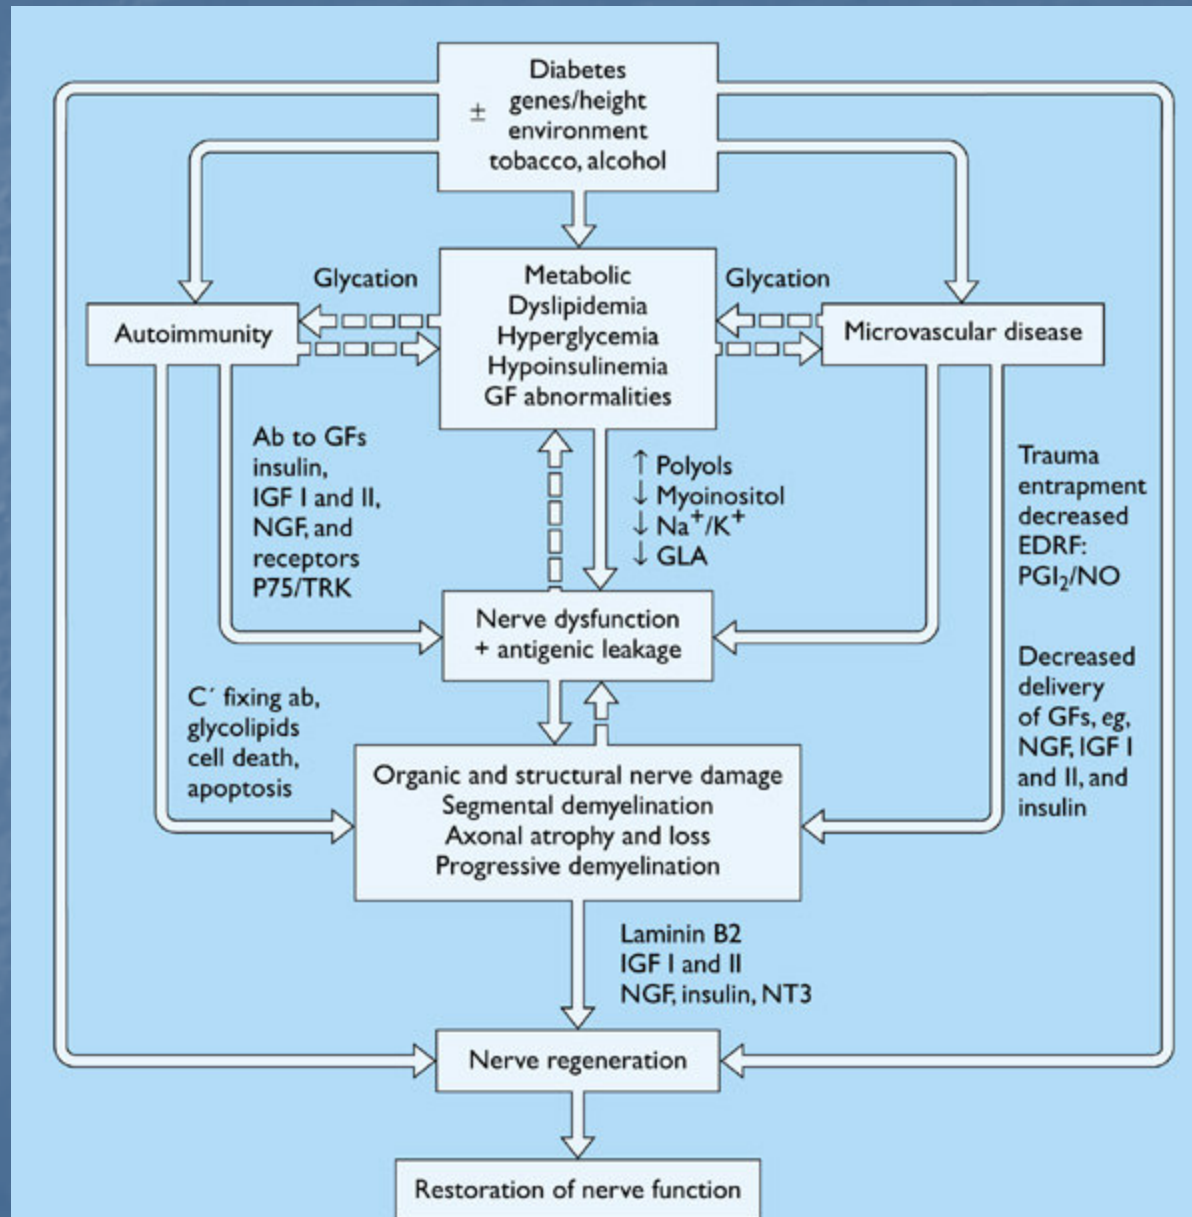 Diabetes
± genes/height
environment
tobacco, alcohol
Glycation
Metabolic
Dyslipidemia
Hyperglycemia
Hypoinsulinemia
GF abnormalities
Glycation
Autoimmunity
Microvascular disease
Ab to GFs
insulin,
IGF I and II,
NGF, and
receptors
P75/TRK
↑ Polyols
↓ Myoinositol
↓ Na⁺/K⁺
↓ GLA
Trauma
entrapment
decreased
EDRF:
PGI₂/NO
Nerve dysfunction
+ antigenic leakage
Decreased
delivery
of GFs, eg,
NGF, IGF I
and II, and
insulin
C´ fixing ab,
glycolipids
cell death,
apoptosis
Organic and structural nerve damage
Segmental demyelination
Axonal atrophy and loss
Progressive demyelination
Laminin B2
IGF I and II
NGF, insulin, NT3
Nerve regeneration
Restoration of nerve function